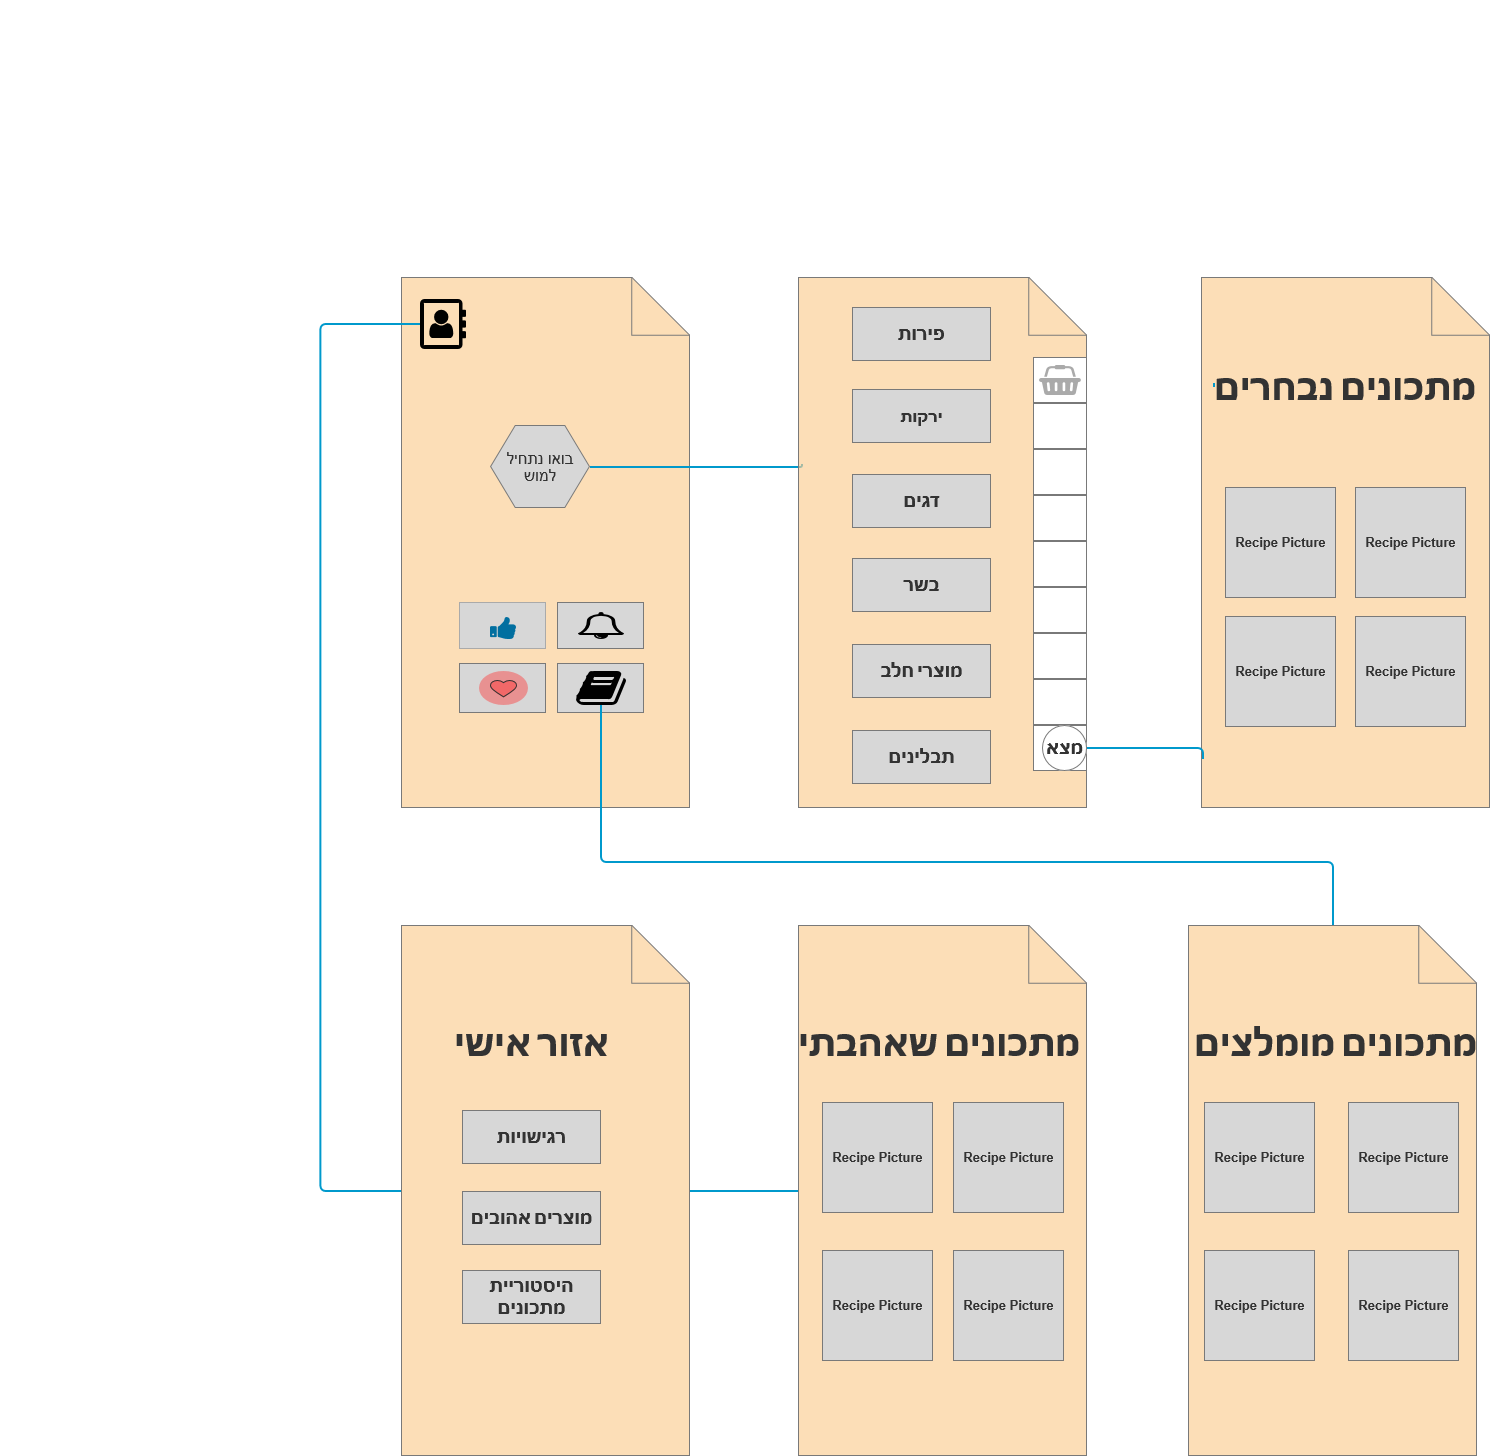 בואו נתחיל
למוש
פירות
ירקות
דגים
בשר
מוצרי חלב
תבלינים
מצא
מתכונים נבחרים
Recipe Picture
Recipe Picture
Recipe Picture
Recipe Picture
אזור אישי
רגישויות
מוצרים אהובים
היסטוריית
מתכונים
מתכונים שאהבתי
Recipe Picture
Recipe Picture
Recipe Picture
Recipe Picture
מתכונים מומלצים
Recipe Picture
Recipe Picture
Recipe Picture
Recipe Picture